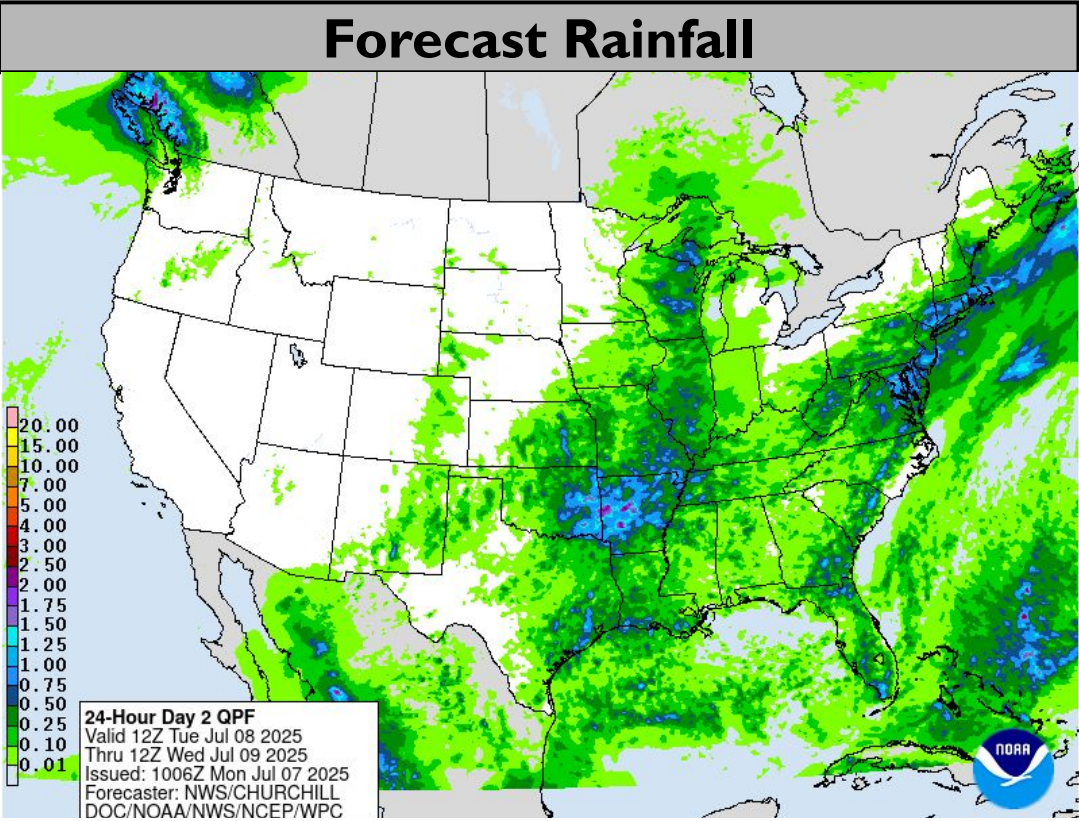 Forecast Rainfall
20.00
15.00
10.00
7.00
5.00
4.00
3.00
2.50
2.00
1.75
1.50
1.25
1.00
0.75
0.50
0.25
0.10
0.01
24-Hour Day 2 QPF
Valid 12Z Tue Jul 08 2025
Thru 12Z Wed Jul 09 2025
Issued: 1006Z Mon Jul 07 2025
Forecaster: NWS/CHURCHILL
DOC/NOAA/NWS/NCEP/WPC
NOAA